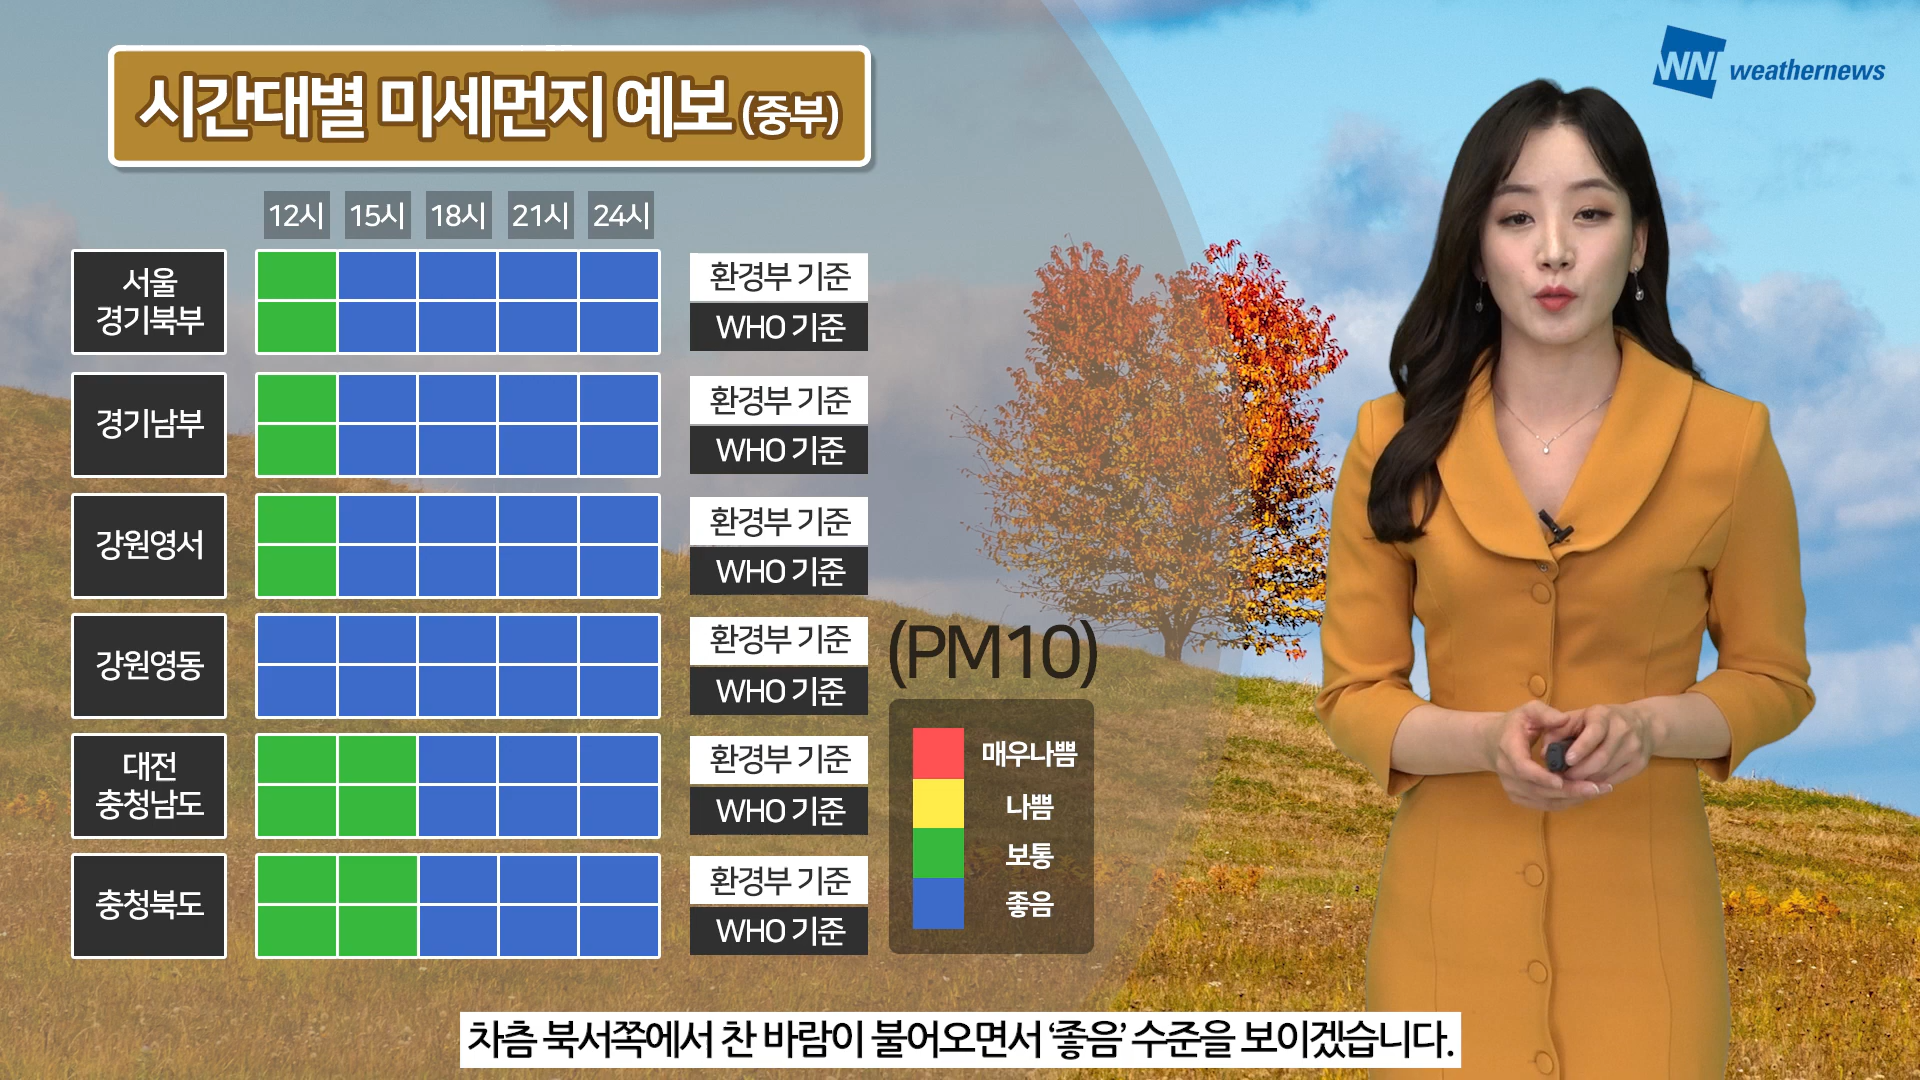 시간대별 미세먼지 예보 (중부)
WN weathernews
12시 15시 18시 21시 24시
서울
경기북부
환경부 기준
WHO 기준
경기남부
환경부 기준
WHO 기준
강원영서
환경부 기준
WHO 기준
강원영동
환경부 기준
WHO 기준
대전
충청남도
환경부 기준
WHO 기준
충청북도
환경부 기준
WHO 기준
(PM10)
매우나쁨
나쁨
보통
좋음
차츰 북서쪽에서 찬 바람이 불어오면서 ‘좋음’ 수준을 보이겠습니다.